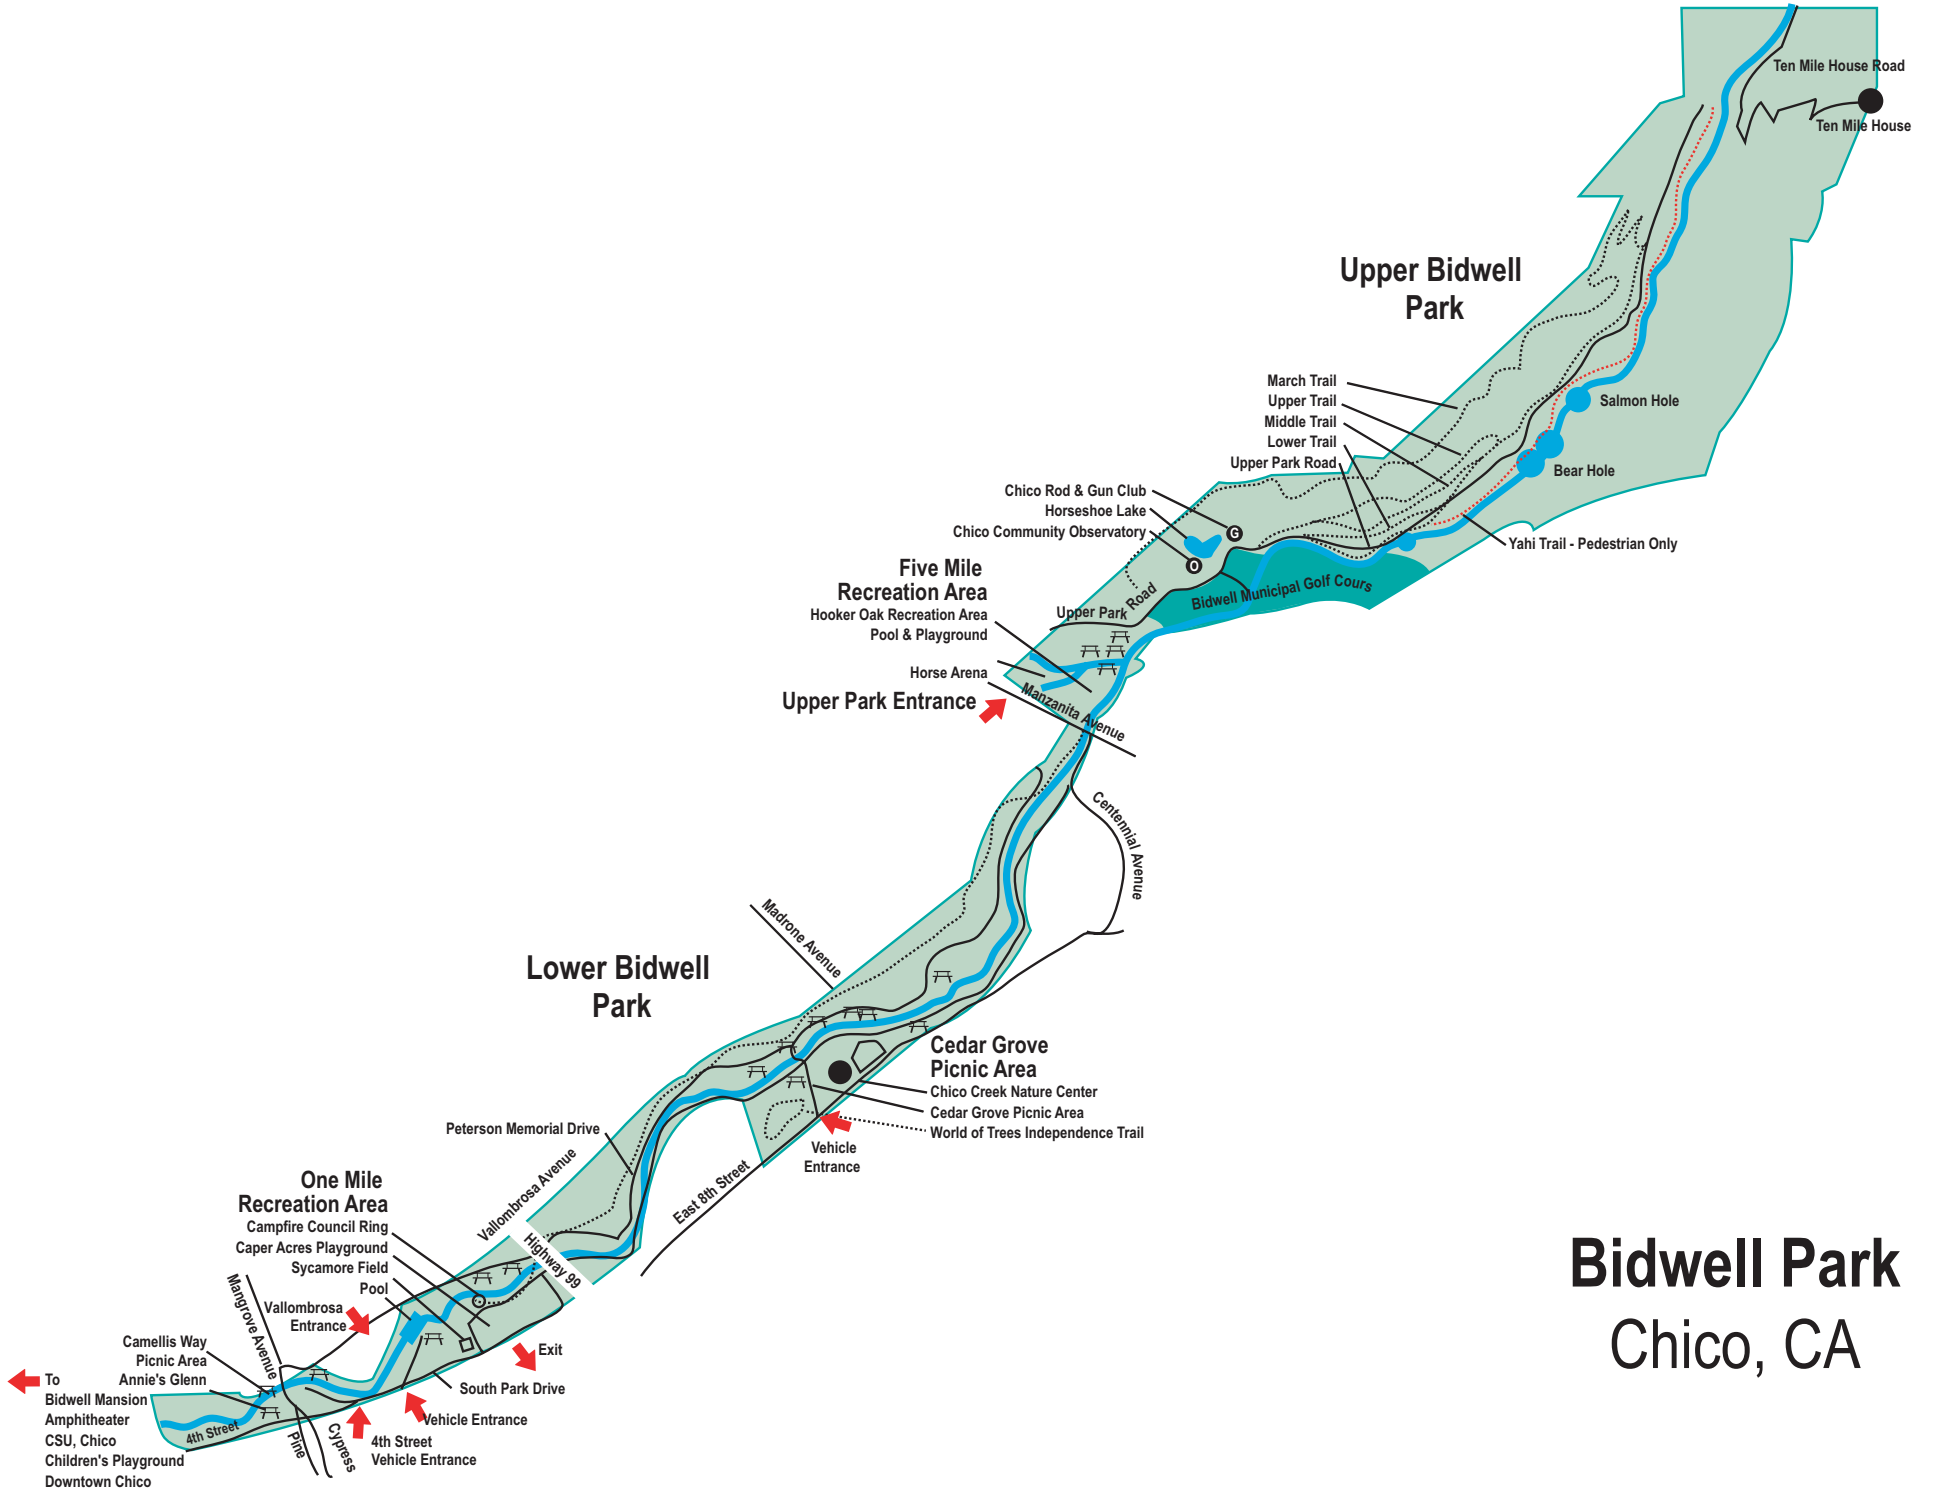 Ten Mile House Road
Ten Mile House
Upper Bidwell
Park
March Trail
Upper Trail
Middle Trail
Lower Trail
Upper Park Road
Salmon Hole
Bear Hole
Yahi Trail - Pedestrian Only
Chico Rod & Gun Club
Horseshoe Lake
Chico Community Observatory
G
O
Five Mile
Recreation Area
Hooker Oak Recreation Area
Pool & Playground
Horse Arena
Upper Park Entrance
Upper Park Road
Bidwell Municipal Golf Cours
Manzanita Avenue
Centennial Avenue
Madrone Avenue
Lower Bidwell
Park
Cedar Grove
Picnic Area
Chico Creek Nature Center
Cedar Grove Picnic Area
World of Trees Independence Trail
Vehicle
Entrance
Peterson Memorial Drive
Vallombrosa Avenue
East 8th Street
Highway 99
One Mile
Recreation Area
Campfire Council Ring
Caper Acres Playground
Sycamore Field
Pool
Vallombrosa
Entrance
Mangrove Avenue
Camellis Way
Picnic Area
Annie's Glenn
To
Bidwell Mansion
Amphitheater
CSU, Chico
Children's Playground
Downtown Chico
4th Street
Pine
Cypress
4th Street
Vehicle Entrance
Vehicle Entrance
South Park Drive
Exit
Bidwell Park
Chico, CA